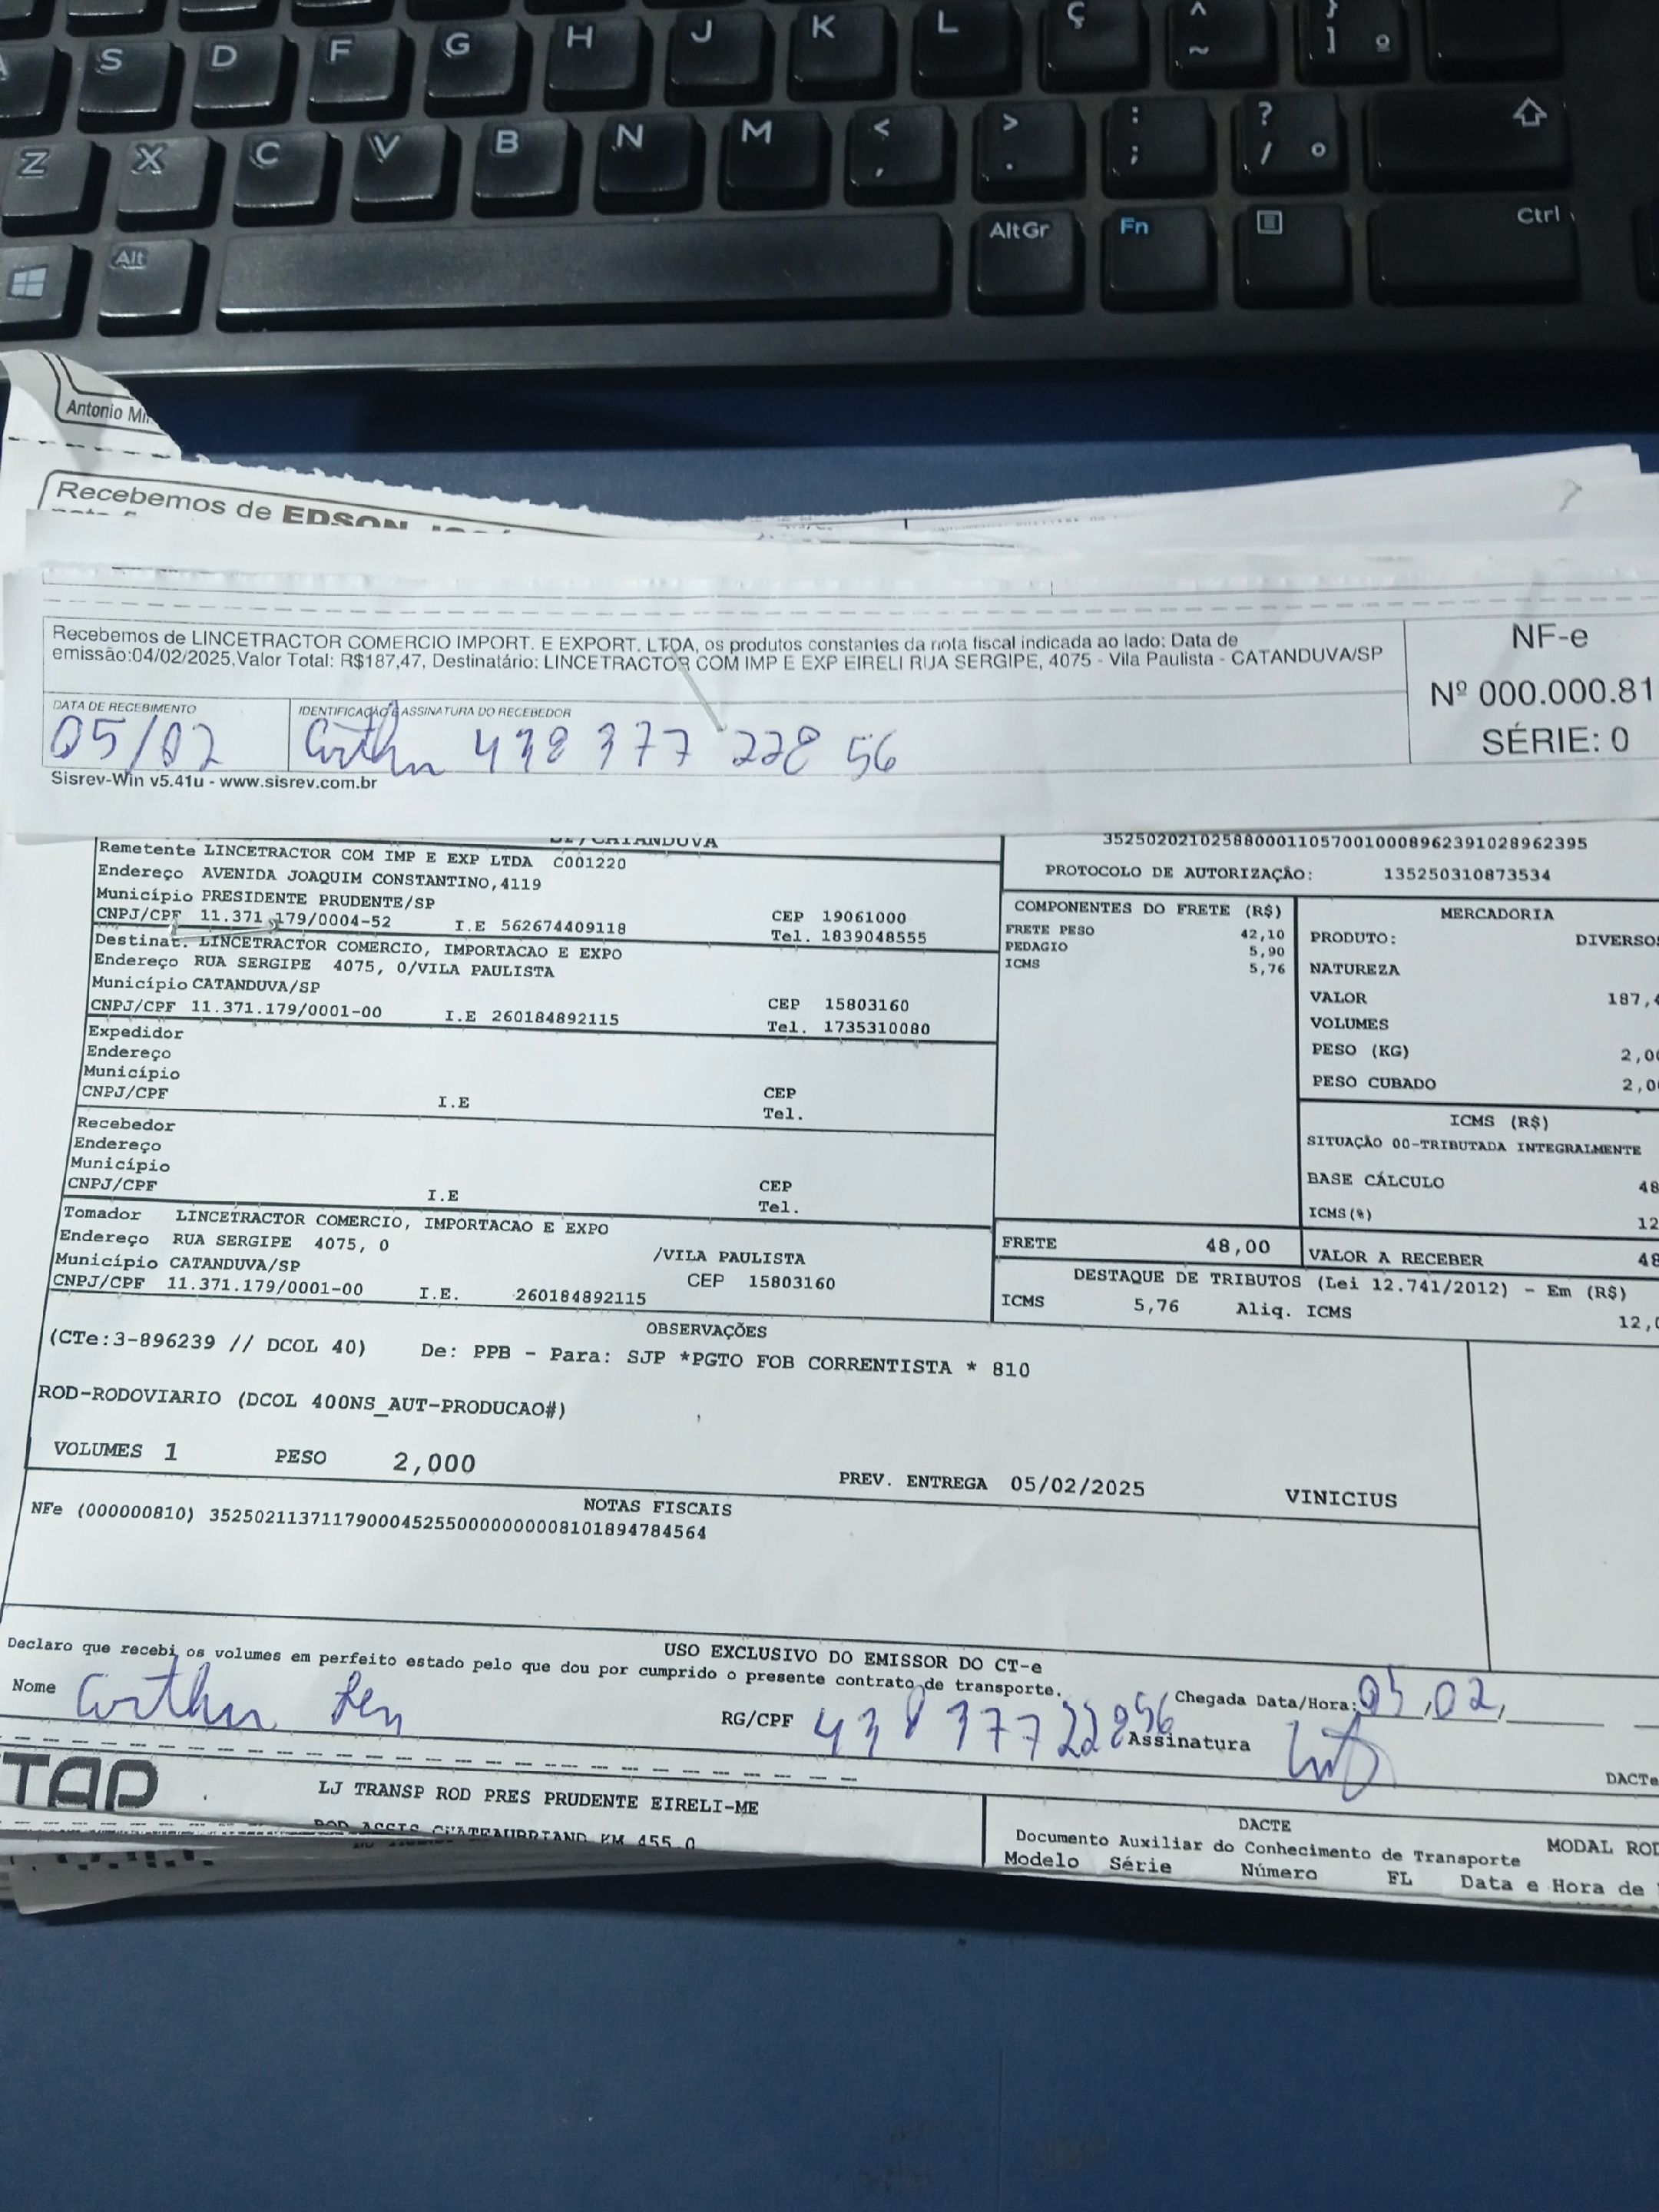 S D F G H J K L Ç ^ ~ } ] º
Z X C V B N M < , > . : ; ? / °
Alt AltGr Fn Ctrl
Antonio Mi
Recebemos de EDSON
Recebemos de LINCETRACTOR COMERCIO IMPORT. E EXPORT. LTDA, os produtos constantes da nota fiscal indicada ao lado: Data de
emissão:04/02/2025,Valor Total: R$187,47, Destinatário: LINCETRACTOR COM IMP E EXP EIRELI RUA SERGIPE, 4075 - Vila Paulista - CATANDUVA/SP
NF-e
Nº 000.000.81
SÉRIE: 0
DATA DE RECEBIMENTO
05/02
IDENTIFICAÇÃO E ASSINATURA DO RECEBEDOR
Arthur 438 377 228 56
Sisrev-Win v5.41u - www.sisrev.com.br
SP/CATANDUVA
Remetente LINCETRACTOR COM IMP E EXP LTDA C001220
Endereço AVENIDA JOAQUIM CONSTANTINO,4119
Município PRESIDENTE PRUDENTE/SP
CNPJ/CPF 11.371.179/0004-52 I.E 562674409118
CEP 19061000
Tel. 1839048555
Destinat. LINCETRACTOR COMERCIO, IMPORTACAO E EXPO
Endereço RUA SERGIPE 4075, 0/VILA PAULISTA
Município CATANDUVA/SP
CNPJ/CPF 11.371.179/0001-00 I.E 260184892115
CEP 15803160
Tel. 1735310080
Expedidor
Endereço
Município
CNPJ/CPF I.E
CEP
Tel.
Recebedor
Endereço
Município
CNPJ/CPF I.E
CEP
Tel.
Tomador LINCETRACTOR COMERCIO, IMPORTACAO E EXPO
Endereço RUA SERGIPE 4075, 0 /VILA PAULISTA
Município CATANDUVA/SP CEP 15803160
CNPJ/CPF 11.371.179/0001-00 I.E. 260184892115
35250202102588000110570010008962391028962395
PROTOCOLO DE AUTORIZAÇÃO: 135250310873534
COMPONENTES DO FRETE (R$)
FRETE PESO 42,10
PEDAGIO 5,90
ICMS 5,76
MERCADORIA
PRODUTO: DIVERSOS
NATUREZA
VALOR 187,4
VOLUMES
PESO (KG) 2,00
PESO CUBADO 2,0
ICMS (R$)
SITUAÇÃO 00-TRIBUTADA INTEGRALMENTE
BASE CÁLCULO 48
ICMS(%) 12
FRETE 48,00
VALOR A RECEBER 48
DESTAQUE DE TRIBUTOS (Lei 12.741/2012) - Em (R$)
ICMS 5,76 Aliq. ICMS 12,0
OBSERVAÇÕES
(CTe:3-896239 // DCOL 40) De: PPB - Para: SJP *PGTO FOB CORRENTISTA * 810
ROD-RODOVIARIO (DCOL 400NS_AUT-PRODUCAO#)
VOLUMES 1 PESO 2,000
PREV. ENTREGA 05/02/2025 VINICIUS
NOTAS FISCAIS
NFe (000000810) 35250211371179000452550000000008101894784564
USO EXCLUSIVO DO EMISSOR DO CT-e
Declaro que recebi os volumes em perfeito estado pelo que dou por cumprido o presente contrato de transporte.
Nome Arthur
RG/CPF 438 377 22856
Chegada Data/Hora: 05,02,
Assinatura
DACTe
TAP
LJ TRANSP ROD PRES PRUDENTE EIRELI-ME
ROD ASSIS CHATEAUBRIAND KM 455 0
DACTE
Documento Auxiliar do Conhecimento de Transporte
MODAL ROD
Modelo Série Número FL Data e Hora de